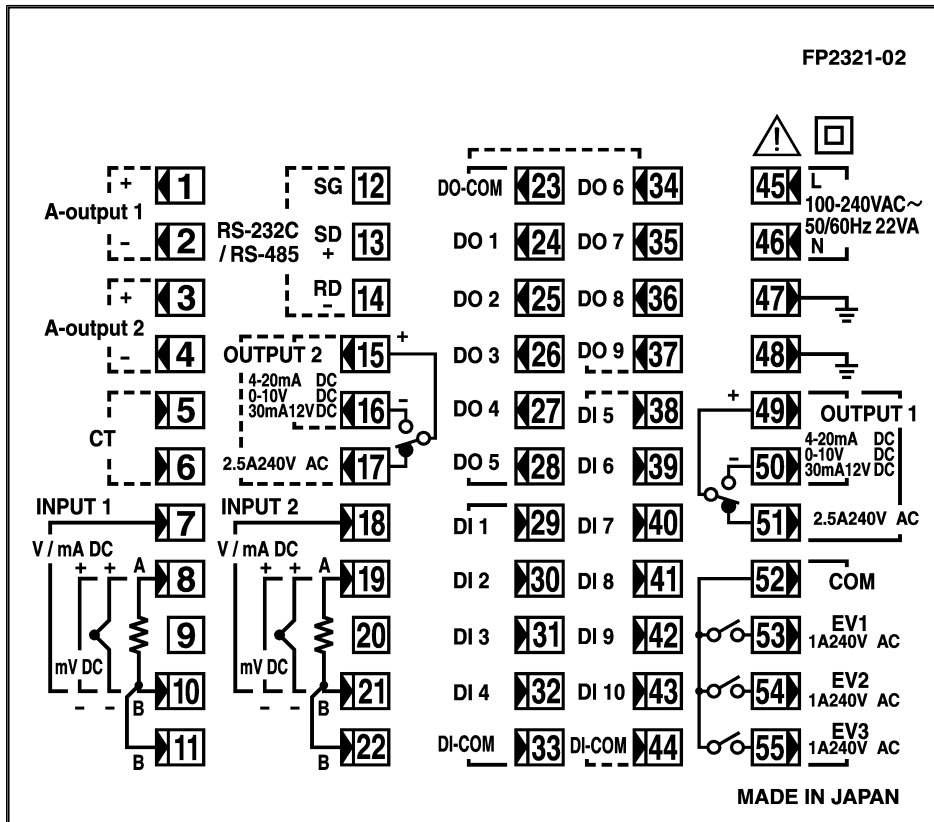 FP2321-02
A-output 1
+
1
-
2
A-output 2
+
3
-
4
CT
5
6
INPUT 1
7
V / mA DC
+ + A
8
9
mV DC
10
- - B
11
B
RS-232C
/ RS-485
SG 12
SD
+
13
RD
-
14
OUTPUT 2
15
+
4-20mA DC
0-10V DC
30mA12V DC
16
-
2.5A240V AC
17
INPUT 2
18
V / mA DC
+ + A
19
20
mV DC
21
- - B
22
B
DO-COM 23
DO 1 24
DO 2 25
DO 3 26
DO 4 27
DO 5 28
DI 1 29
DI 2 30
DI 3 31
DI 4 32
DI-COM 33
DO 6 34
DO 7 35
DO 8 36
DO 9 37
DI 5 38
DI 6 39
DI 7 40
DI 8 41
DI 9 42
DI 10 43
DI-COM 44
!
45 L
100-240VAC~
50/60Hz 22VA
46 N
47
48
+
49
OUTPUT 1
4-20mA DC
0-10V DC
30mA12V DC
-
50
51
2.5A240V AC
52 COM
53 EV1
1A240V AC
54 EV2
1A240V AC
55 EV3
1A240V AC
MADE IN JAPAN